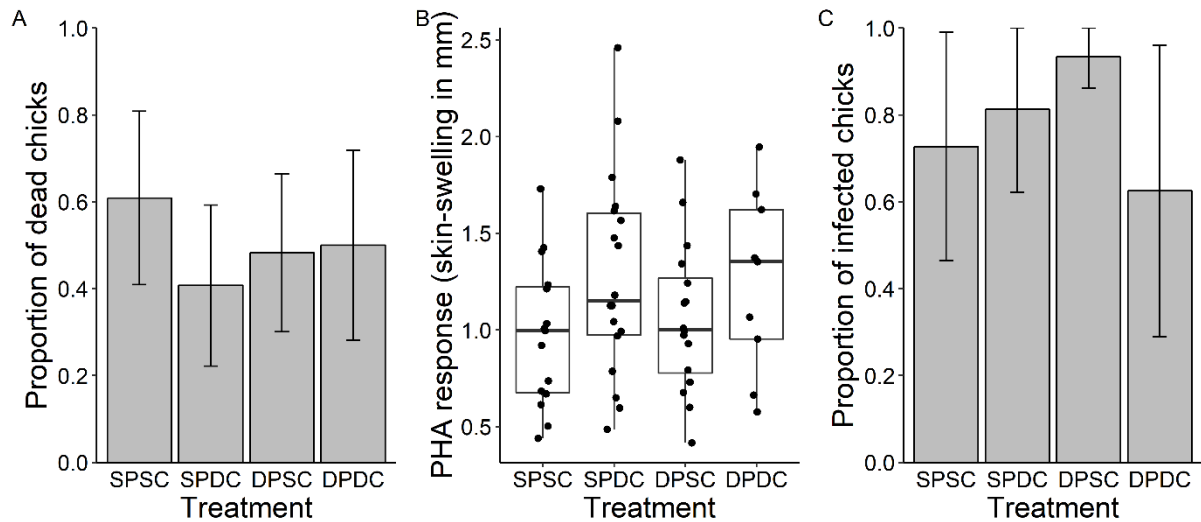 A
Proportion of dead chicks
1.0
0.8
0.6
0.4
0.2
0.0
SPSC SPDC DPSC DPDC
Treatment
B
PHA response (skin-swelling in mm)
2.5
2.0
1.5
1.0
0.5
SPSC SPDC DPSC DPDC
Treatment
C
Proportion of infected chicks
1.0
0.8
0.6
0.4
0.2
0.0
SPSC SPDC DPSC DPDC
Treatment